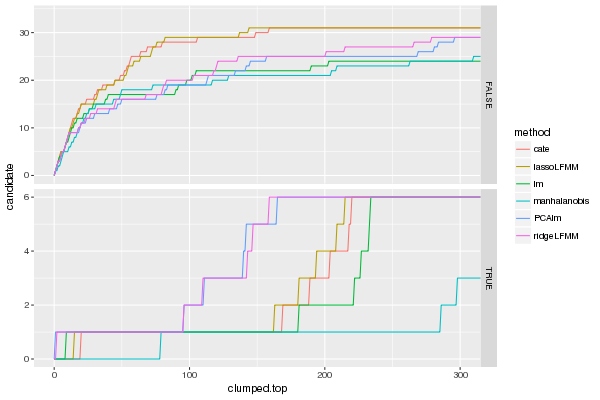 30
20
10
0
FALSE
6
4
2
0
TRUE
0
100
200
300
clumped.top
candidate
method
cate
lassoLFMM
lm
manhalanobis
PCAlm
ridgeLFMM